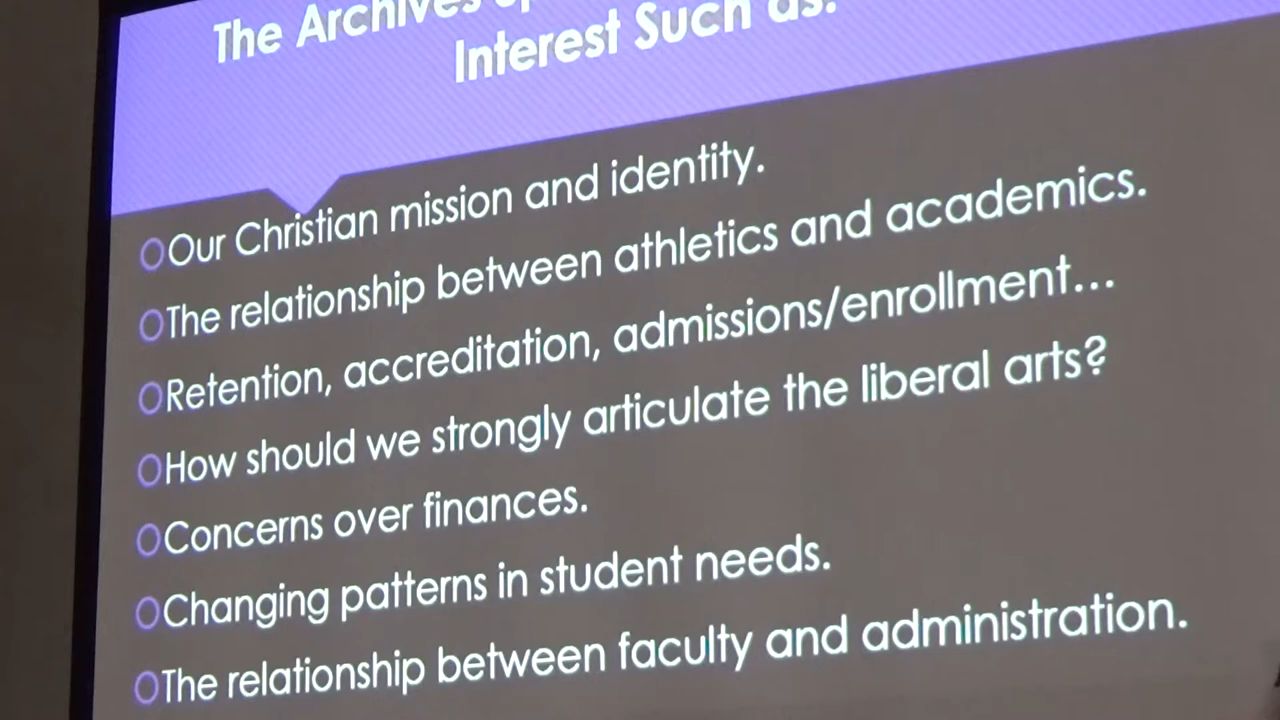 The Archives
Interest Such as:
Our Christian mission and identity.
The relationship between athletics and academics.
Retention, accreditation, admissions/enrollment...
How should we strongly articulate the liberal arts?
Concerns over finances.
Changing patterns in student needs.
The relationship between faculty and administration.